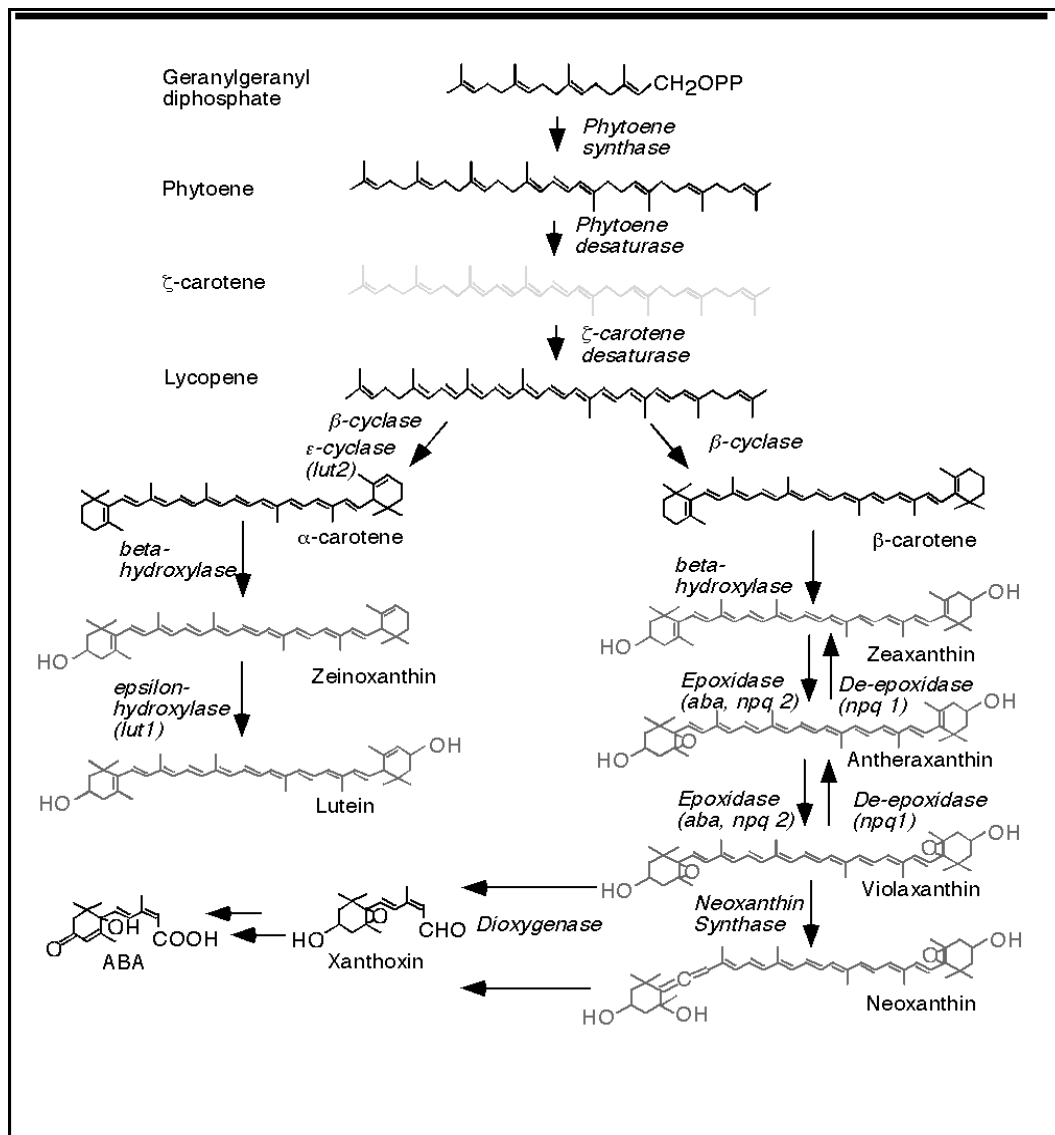 Geranylgeranyl
diphosphate
CH2OPP
Phytoene
synthase
Phytoene
Phytoene
desaturase
ζ-carotene
ζ-carotene
desaturase
Lycopene
β-cyclase
ε-cyclase
(lut2)
β-cyclase
α-carotene
β-carotene
beta-
hydroxylase
beta-
hydroxylase
OH
HO
Zeinoxanthin
HO
Zeaxanthin
epsilon-
hydroxylase
(lut1)
Epoxidase
(aba, npq 2)
De-epoxidase
(npq 1)
OH
HO
Lutein
OH
O
HO
Antheraxanthin
Epoxidase
(aba, npq 2)
De-epoxidase
(npq1)
OH
O
O
HO
Violaxanthin
O
OH
COOH
ABA
O
HO
CHO
Xanthoxin
Dioxygenase
Neoxanthin
Synthase
OH
O
C
HO
OH
Neoxanthin